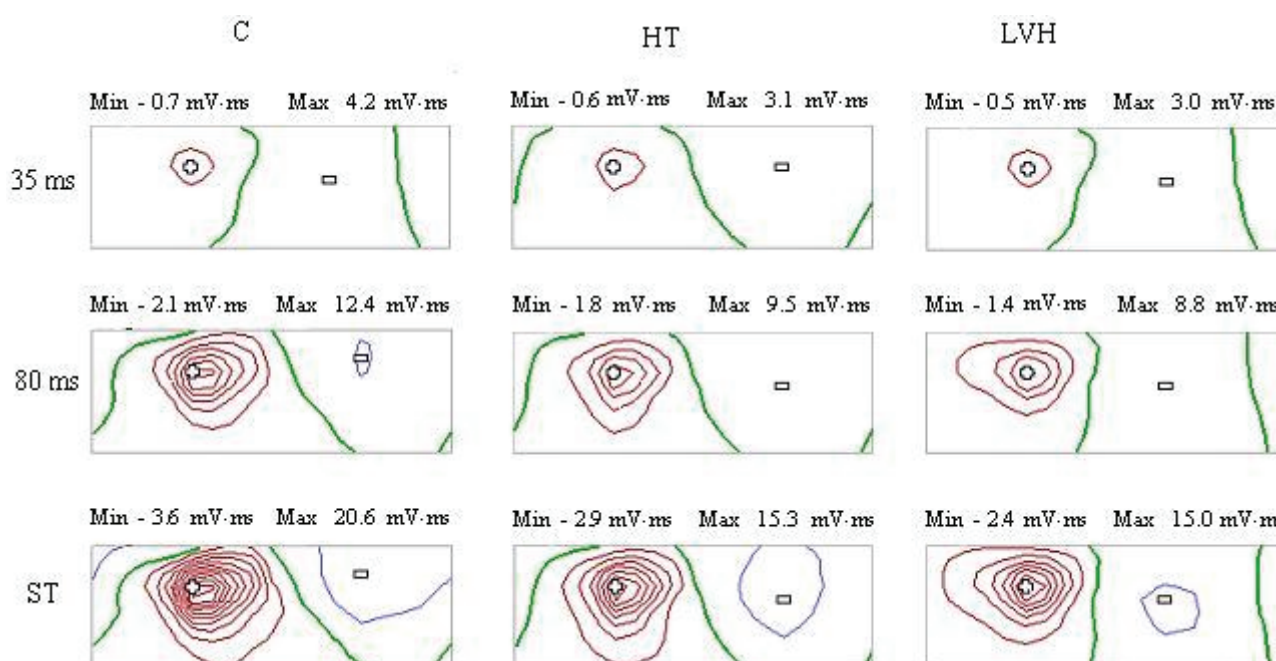 C HT LVH
Min - 0.7 mV·ms Max 4.2 mV·ms Min - 0.6 mV·ms Max 3.1 mV·ms Min - 0.5 mV·ms Max 3.0 mV·m
35 ms
Min - 2.1 mV·ms Max 12.4 mV·ms Min - 1.8 mV·ms Max 9.5 mV·ms Min - 1.4 mV·ms Max 8.8 mV·m
80 ms
Min - 3.6 mV·ms Max 20.6 mV·ms Min - 2.9 mV·ms Max 15.3 mV·ms Min - 2.4 mV·ms Max 15.0 mV·m
ST